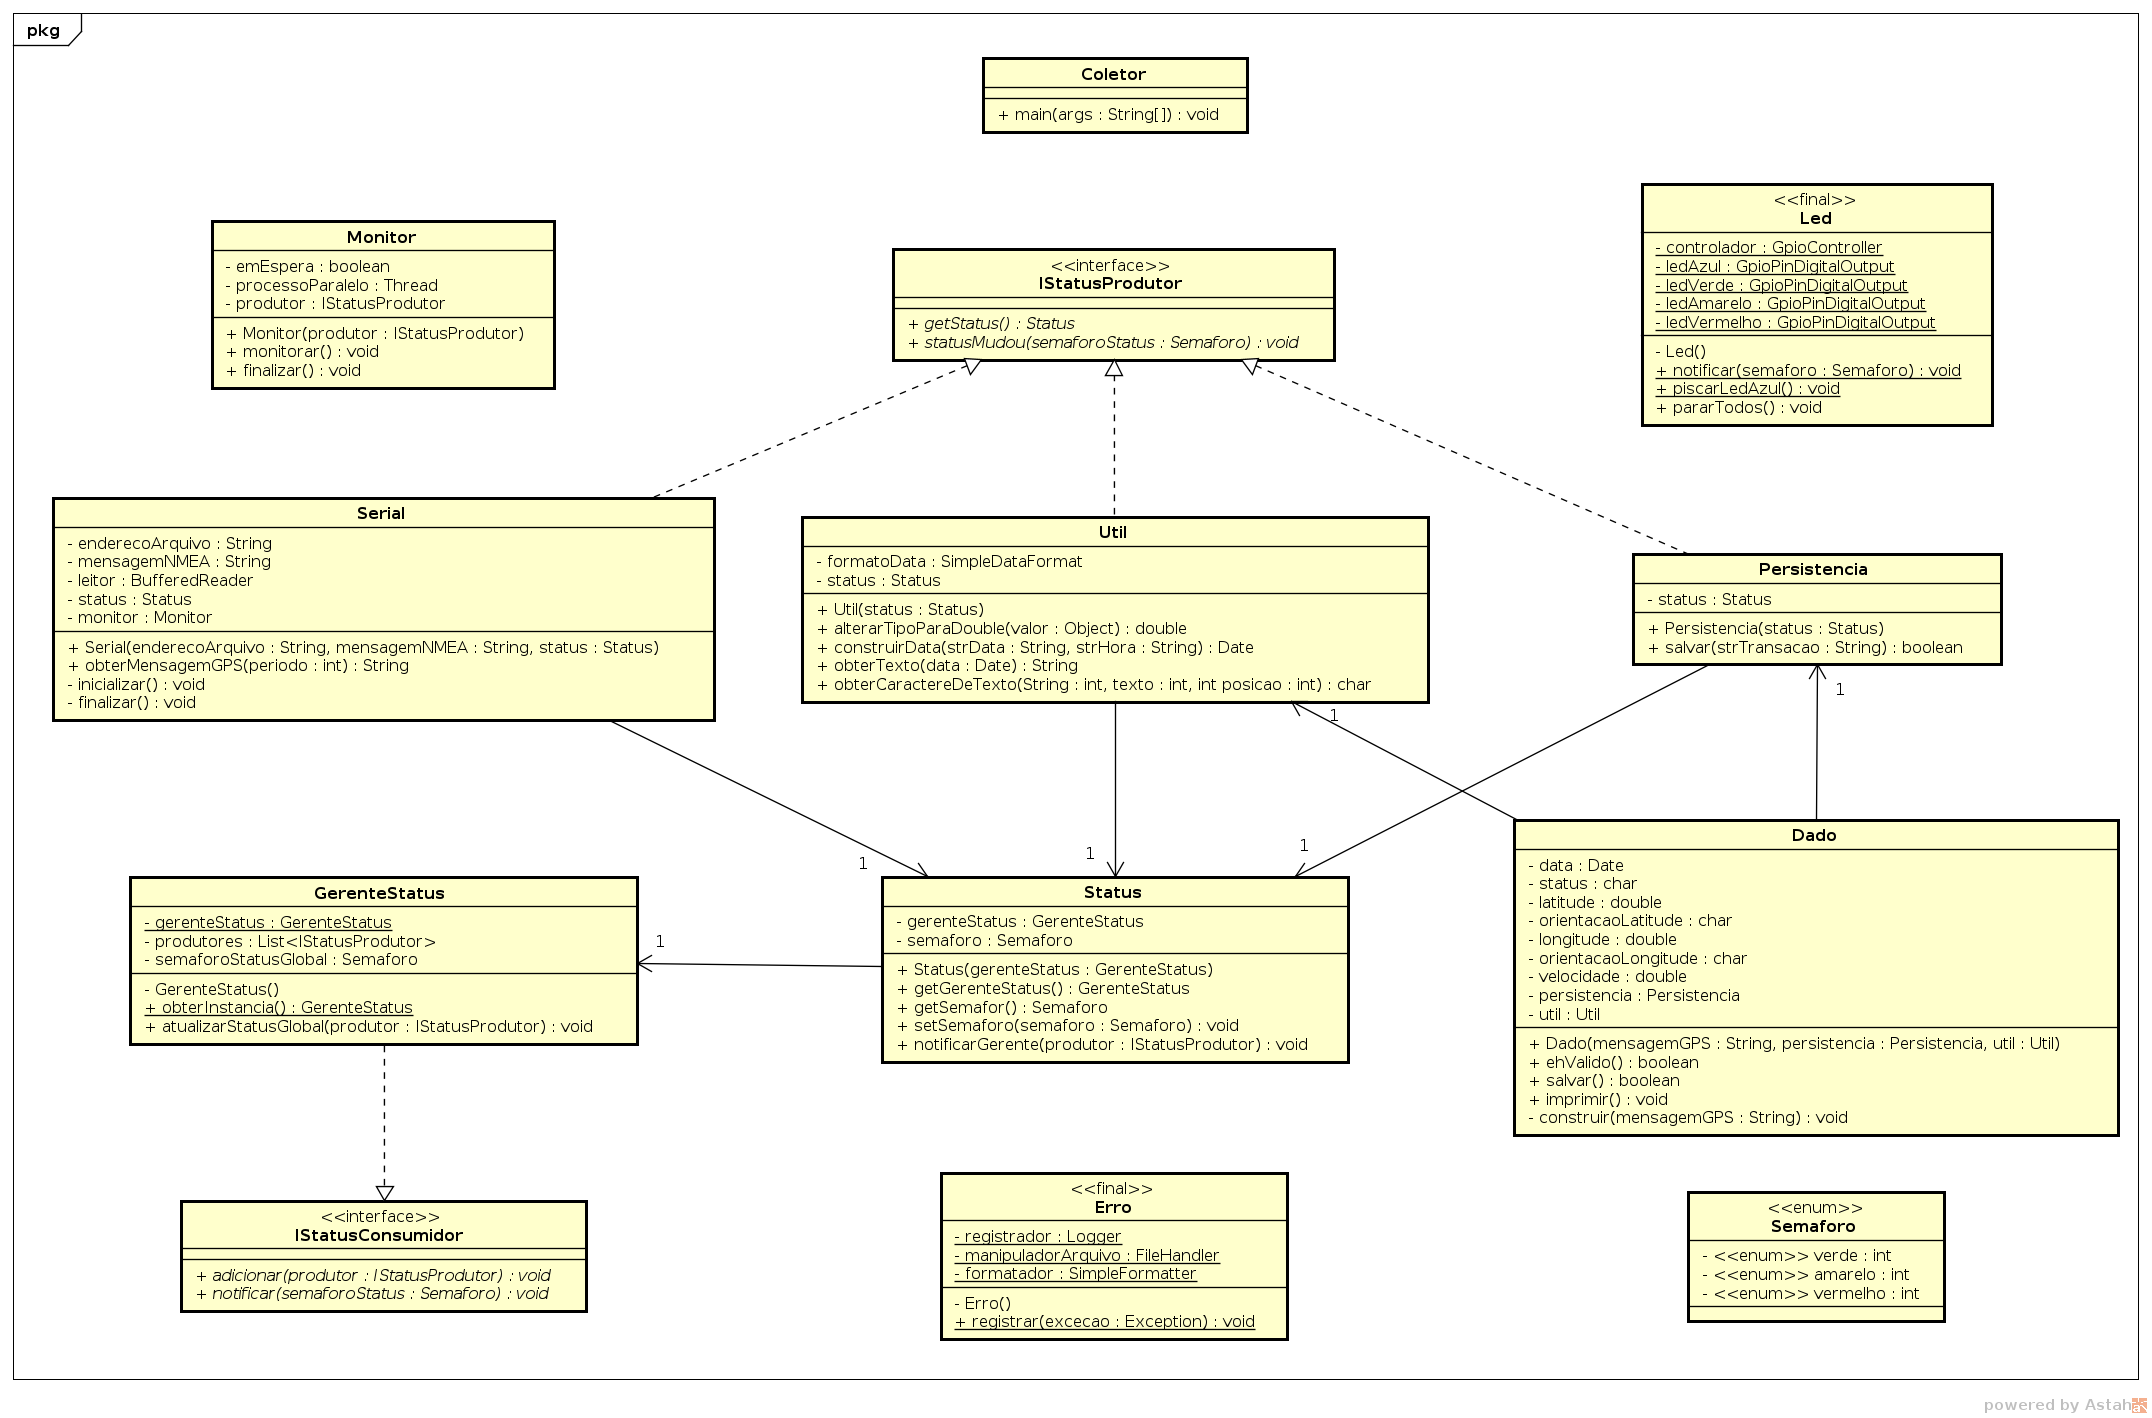 pkg
Coletor
+ main(args : String[]) : void
Monitor
- emEspera : boolean
- processoParalelo : Thread
- produtor : IStatusProdutor
+ Monitor(produtor : IStatusProdutor)
+ monitorar() : void
+ finalizar() : void
<<interface>>
IStatusProdutor
+ getStatus() : Status
+ statusMudou(semaforoStatus : Semaforo) : void
<<final>>
Led
- controlador : GpioController
- ledAzul : GpioPinDigitalOutput
- ledVerde : GpioPinDigitalOutput
- ledAmarelo : GpioPinDigitalOutput
- ledVermelho : GpioPinDigitalOutput
- Led()
+ notificar(semaforo : Semaforo) : void
+ piscarLedAzul() : void
+ pararTodos() : void
Serial
- enderecoArquivo : String
- mensagemNMEA : String
- leitor : BufferedReader
- status : Status
- monitor : Monitor
+ Serial(enderecoArquivo : String, mensagemNMEA : String, status : Status)
+ obterMensagemGPS(periodo : int) : String
- inicializar() : void
- finalizar() : void
Util
- formatoData : SimpleDataFormat
- status : Status
+ Util(status : Status)
+ alterarTipoParaDouble(valor : Object) : double
+ construirData(strData : String, strHora : String) : Date
+ obterTexto(data : Date) : String
+ obterCaractereDeTexto(String : int, texto : int, int posicao : int) : char
Persistencia
- status : Status
+ Persistencia(status : Status)
+ salvar(strTransacao : String) : boolean
1
1
1
1
1
1
GerenteStatus
- gerenteStatus : GerenteStatus
- produtores : List<IStatusProdutor>
- semaforoStatusGlobal : Semaforo
- GerenteStatus()
+ obterInstancia() : GerenteStatus
+ atualizarStatusGlobal(produtor : IStatusProdutor) : void
Status
- gerenteStatus : GerenteStatus
- semaforo : Semaforo
+ Status(gerenteStatus : GerenteStatus)
+ getGerenteStatus() : GerenteStatus
+ getSemafor() : Semaforo
+ setSemaforo(semaforo : Semaforo) : void
+ notificarGerente(produtor : IStatusProdutor) : void
Dado
- data : Date
- status : char
- latitude : double
- orientacaoLatitude : char
- longitude : double
- orientacaoLongitude : char
- velocidade : double
- persistencia : Persistencia
- util : Util
+ Dado(mensagemGPS : String, persistencia : Persistencia, util : Util)
+ ehValido() : boolean
+ salvar() : boolean
+ imprimir() : void
- construir(mensagemGPS : String) : void
<<interface>>
IStatusConsumidor
+ adicionar(produtor : IStatusProdutor) : void
+ notificar(semaforoStatus : Semaforo) : void
<<final>>
Erro
- registrador : Logger
- manipuladorArquivo : FileHandler
- formatador : SimpleFormatter
- Erro()
+ registrar(excecao : Exception) : void
<<enum>>
Semaforo
- <<enum>> verde : int
- <<enum>> amarelo : int
- <<enum>> vermelho : int
powered by Astah